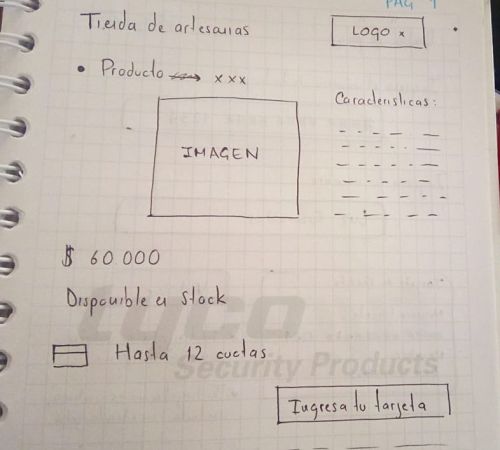 PAG 1
Tienda de artesanias
LOGO x
• Producto → xxx
Caracteristicas:
IMAGEN
$ 60.000
Disponible en stock
Hasta 12 cuotas
tyco
Security Products
Ingresa tu tarjeta